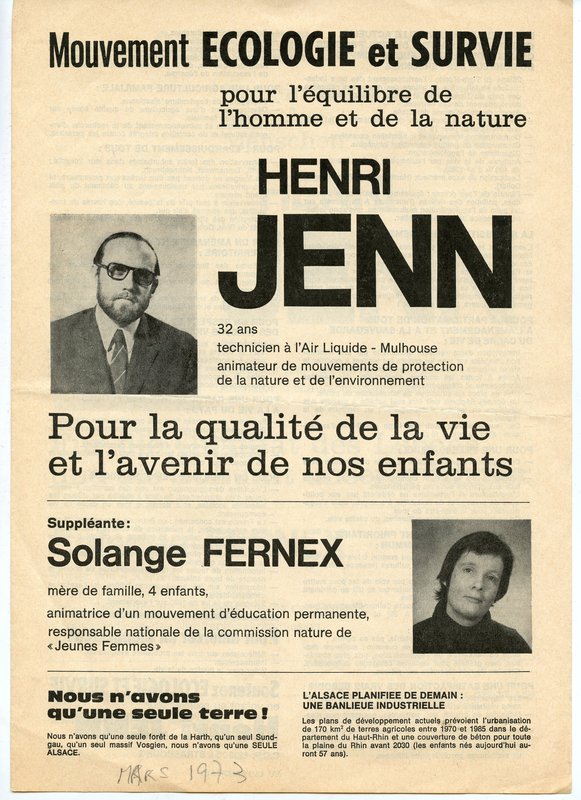 Mouvement ECOLOGIE et SURVIE
pour l'équilibre de
l'homme et de la nature
HENRI
JENN
32 ans
technicien à l'Air Liquide - Mulhouse
animateur de mouvements de protection
de la nature et de l'environnement
Pour la qualité de la vie
et l'avenir de nos enfants
Suppléante :
Solange FERNEX
mère de famille, 4 enfants,
animatrice d'un mouvement d'éducation permanente,
responsable nationale de la commission nature de
« Jeunes Femmes »
Nous n'avons
qu'une seule terre !
Nous n'avons qu'une seule forêt de la Harth, qu'un seul Sund-
gau, qu'un seul massif Vosgien, nous n'avons qu'une SEULE
ALSACE.
L'ALSACE PLANIFIEE DE DEMAIN :
UNE BANLIEUE INDUSTRIELLE
Les plans de développement actuels prévoient l'urbanisation
de 170 km² de terres agricoles entre 1970 et 1985 dans le dé-
partement du Haut-Rhin et une couverture de béton pour toute
la plaine du Rhin avant 2030 (les enfants nés aujourd'hui au-
ront 57 ans).
MARS 1973